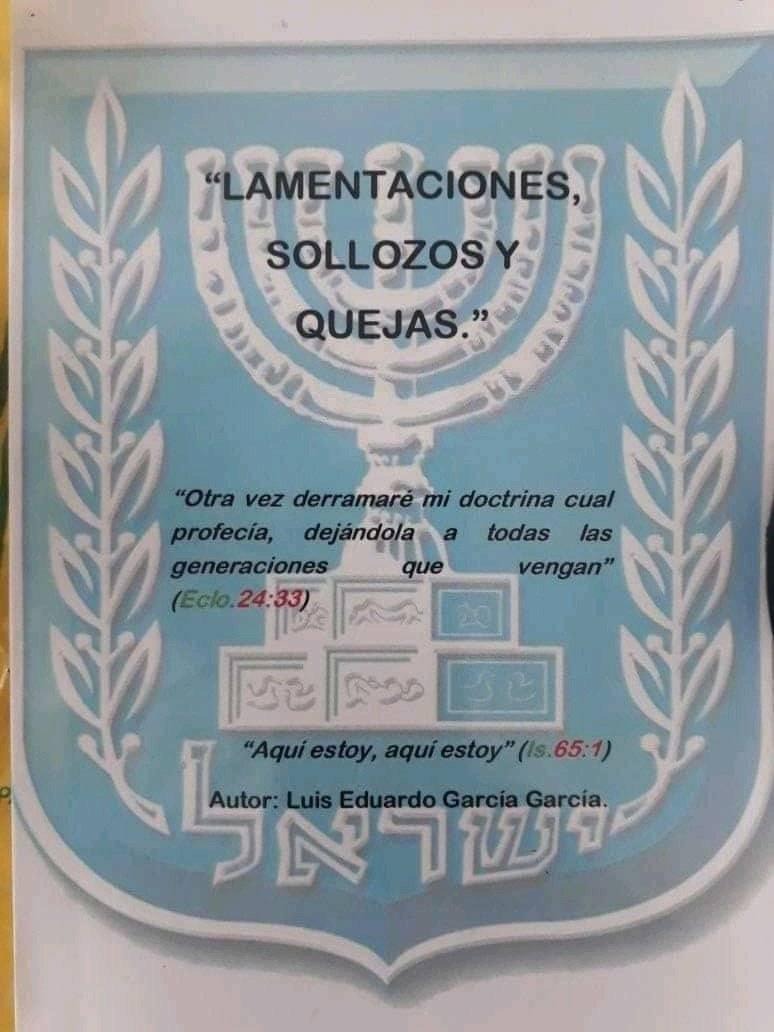 “LAMENTACIONES,
SOLLOZOS Y
QUEJAS.”
“Otra vez derramaré mi doctrina cual
profecía, dejándola a todas las
generaciones que vengan”
(Eclo.24:33)
“Aquí estoy, aquí estoy” (Is.65:1)
Autor: Luis Eduardo García García.
ישראל